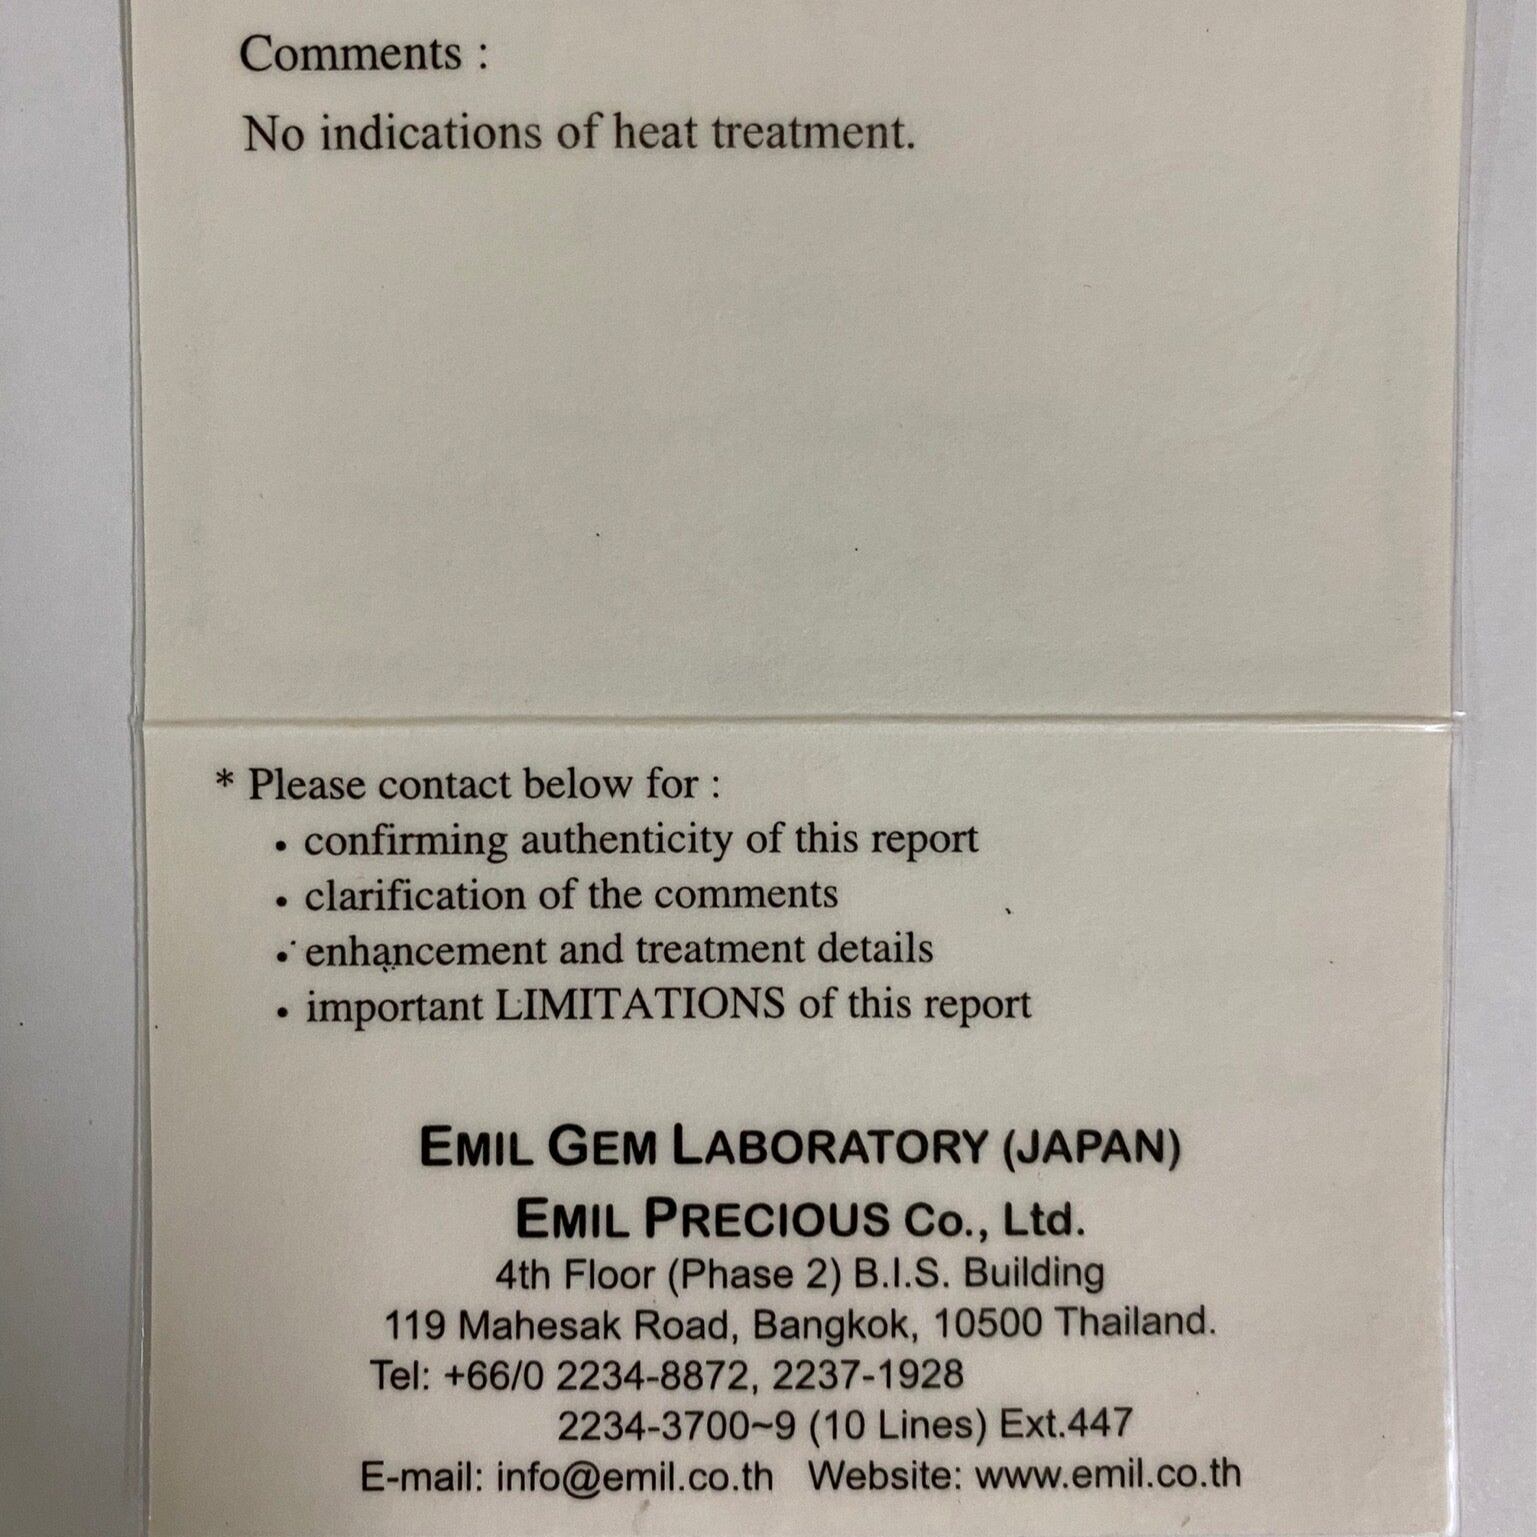 Comments :
No indications of heat treatment.
* Please contact below for :
• confirming authenticity of this report
• clarification of the comments
• enhancement and treatment details
• important LIMITATIONS of this report
EMIL GEM LABORATORY (JAPAN)
EMIL PRECIOUS Co., Ltd.
4th Floor (Phase 2) B.I.S. Building
119 Mahesak Road, Bangkok, 10500 Thailand.
Tel: +66/0 2234-8872, 2237-1928
2234-3700~9 (10 Lines) Ext.447
E-mail: info@emil.co.th Website: www.emil.co.th